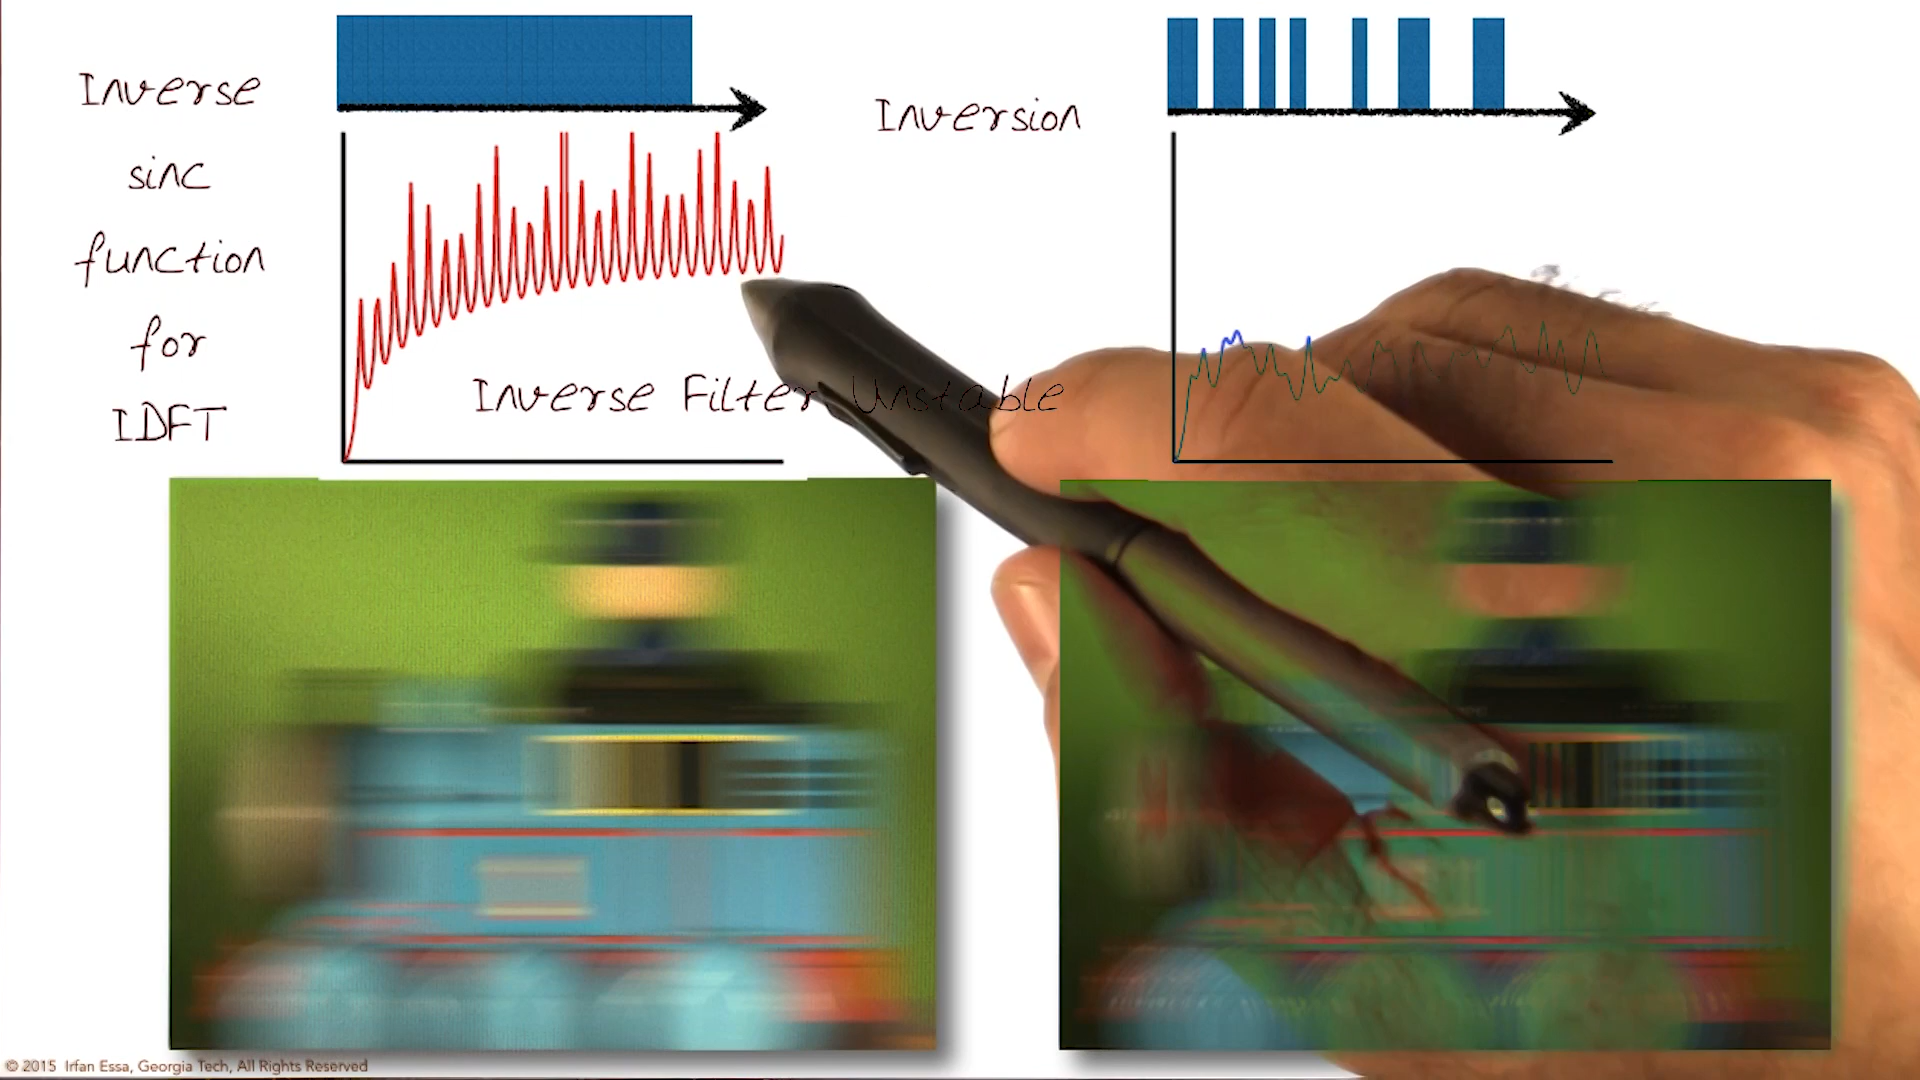 Inverse
sinc
function
for
IDFT
Inversion
Inverse Filter Unstable
© 2015 Irfan Essa, Georgia Tech, All Rights Reserved